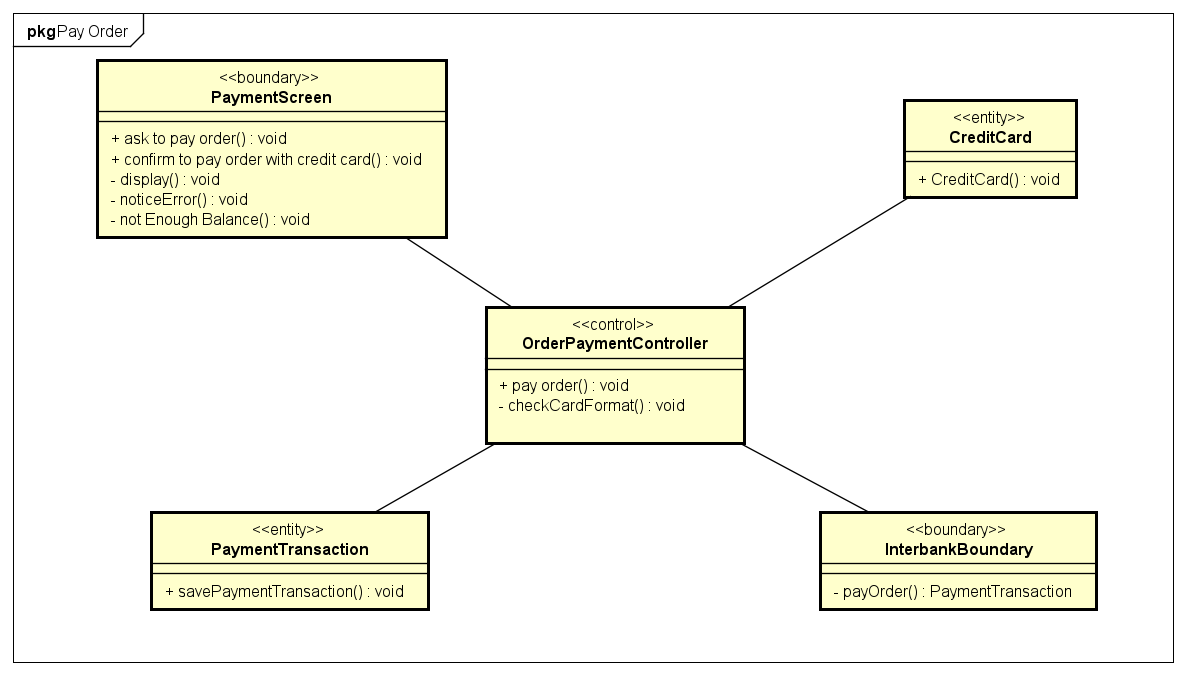 pkgPay Order
<<boundary>>
PaymentScreen
+ ask to pay order() : void
+ confirm to pay order with credit card() : void
- display() : void
- noticeError() : void
- not Enough Balance() : void
<<entity>>
CreditCard
+ CreditCard() : void
<<control>>
OrderPaymentController
+ pay order() : void
- checkCardFormat() : void
<<entity>>
PaymentTransaction
+ savePaymentTransaction() : void
<<boundary>>
InterbankBoundary
- payOrder() : PaymentTransaction